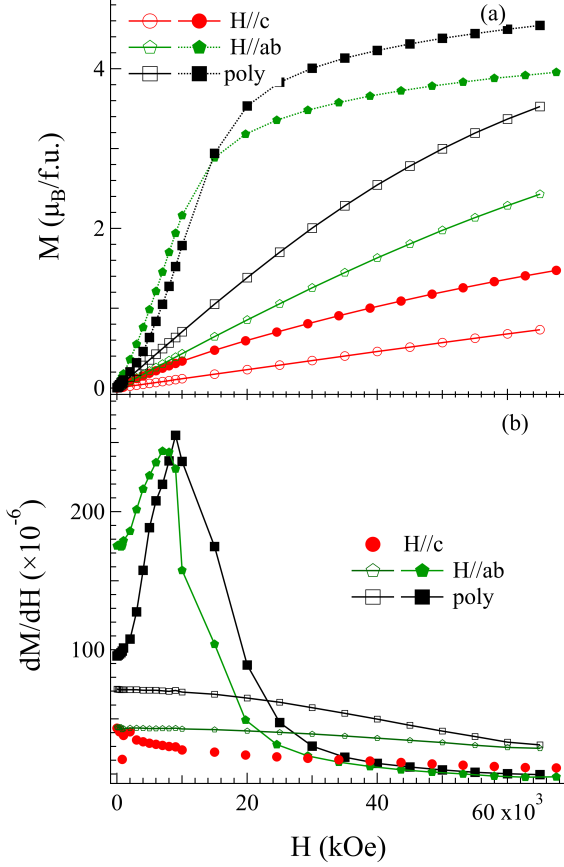 (a)
H//c
H//ab
poly
4
2
0
M (μB/f.u.)
(b)
H//c
H//ab
poly
200
100
dM/dH (×10-6)
0
20
40
60 x103
H (kOe)